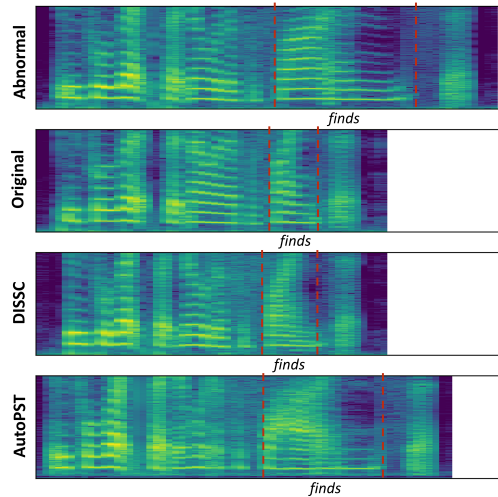 Abnormal
finds
Original
finds
DISSC
finds
AutoPST
finds